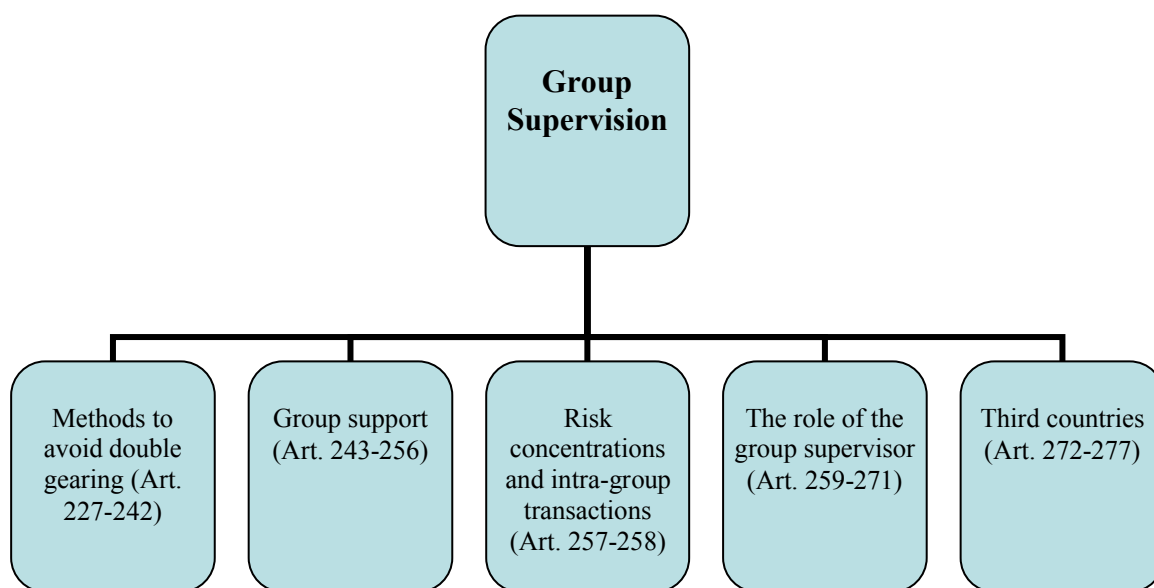 Group
Supervision
Methods to
avoid double
gearing (Art.
227-242)
Group support
(Art. 243-256)
Risk
concentrations
and intra-group
transactions
(Art. 257-258)
The role of the
group supervisor
(Art. 259-271)
Third countries
(Art. 272-277)